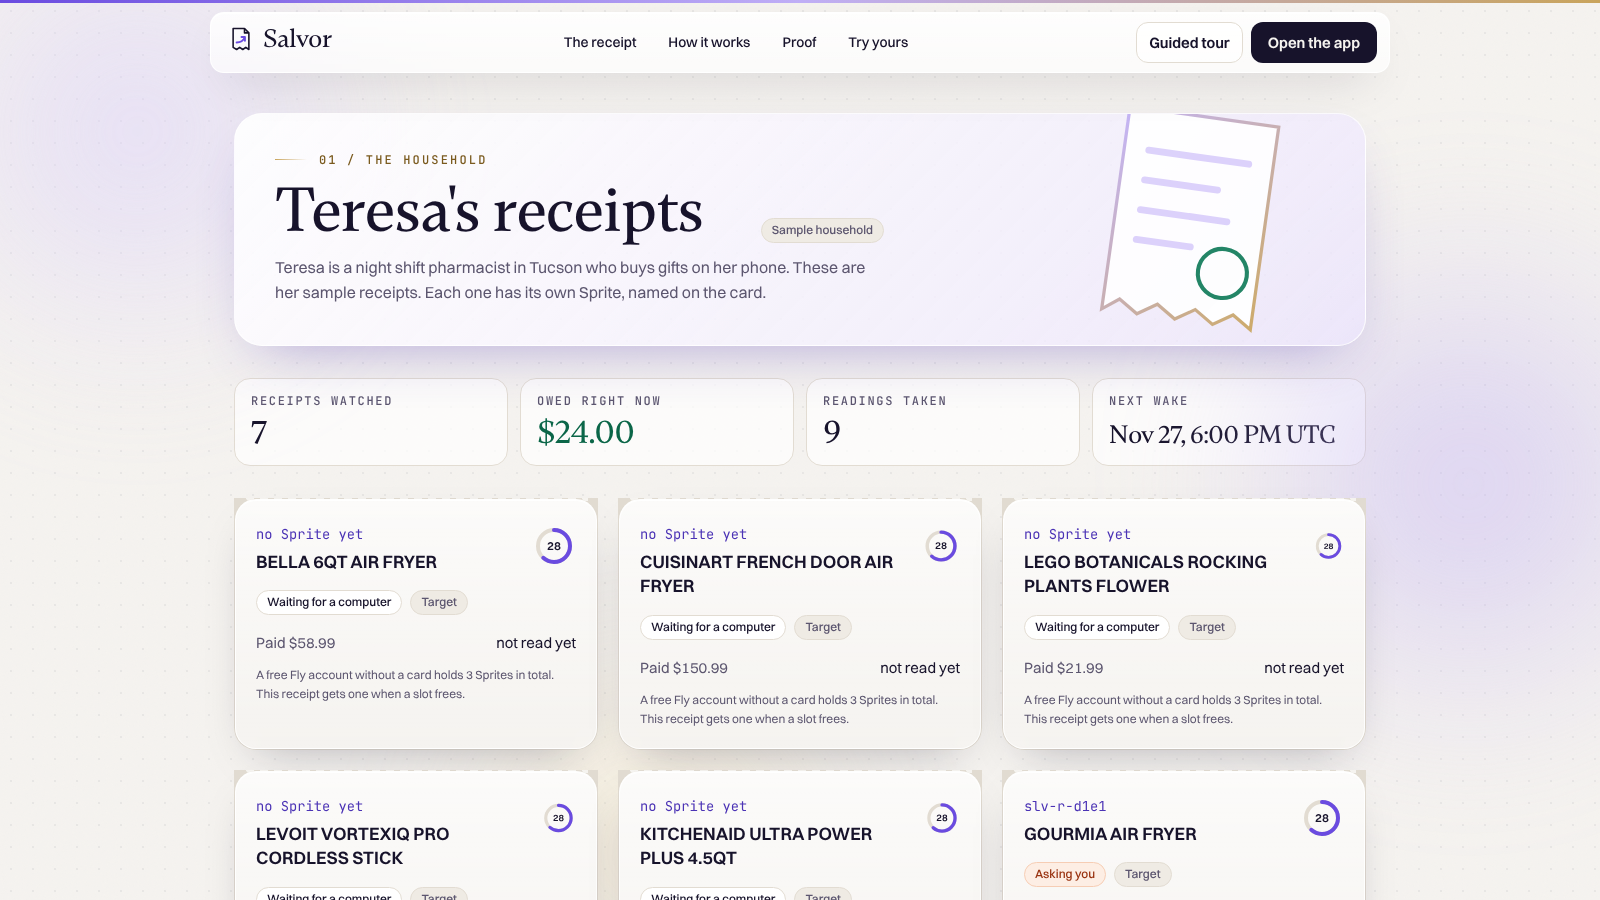 Salvor
The receipt
How it works
Proof
Try yours
Guided tour
Open the app
01 / THE HOUSEHOLD
Teresa's receipts
Sample household
Teresa is a night shift pharmacist in Tucson who buys gifts on her phone. These are
her sample receipts. Each one has its own Sprite, named on the card.
RECEIPTS WATCHED
7
OWED RIGHT NOW
$24.00
READINGS TAKEN
9
NEXT WAKE
Nov 27, 6:00 PM UTC
no Sprite yet
28
BELLA 6QT AIR FRYER
Waiting for a computer
Target
Paid $58.99
not read yet
A free Fly account without a card holds 3 Sprites in total.
This receipt gets one when a slot frees.
no Sprite yet
28
CUISINART FRENCH DOOR AIR
FRYER
Waiting for a computer
Target
Paid $150.99
not read yet
A free Fly account without a card holds 3 Sprites in total.
This receipt gets one when a slot frees.
no Sprite yet
28
LEGO BOTANICALS ROCKING
PLANTS FLOWER
Waiting for a computer
Target
Paid $21.99
not read yet
A free Fly account without a card holds 3 Sprites in total.
This receipt gets one when a slot frees.
no Sprite yet
28
LEVOIT VORTEXIQ PRO
CORDLESS STICK
Waiting for a computer
Target
no Sprite yet
28
KITCHENAID ULTRA POWER
PLUS 4.5QT
Waiting for a computer
Target
slv-r-d1e1
28
GOURMIA AIR FRYER
Asking you
Target